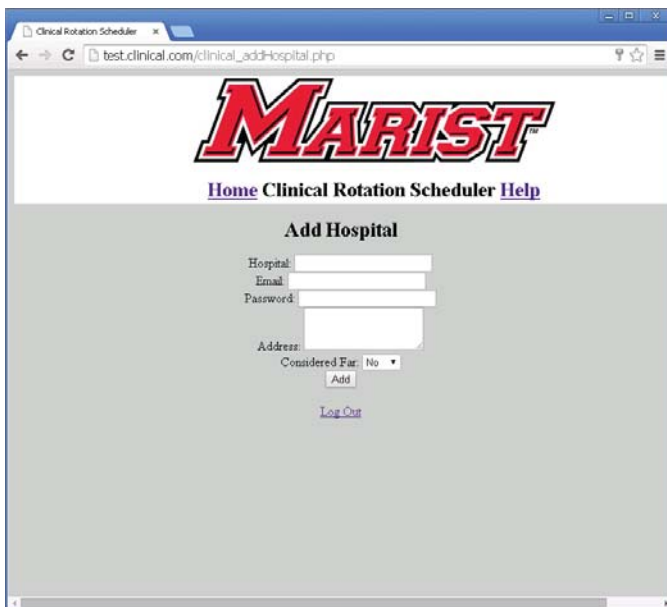 Clinical Rotation Scheduler
test.clinical.com/clinical_addHospital.php
MARIST™
Home Clinical Rotation Scheduler Help
Add Hospital
Hospital:
Email:
Password:
Address:
Considered Far: No
Add
Log Out